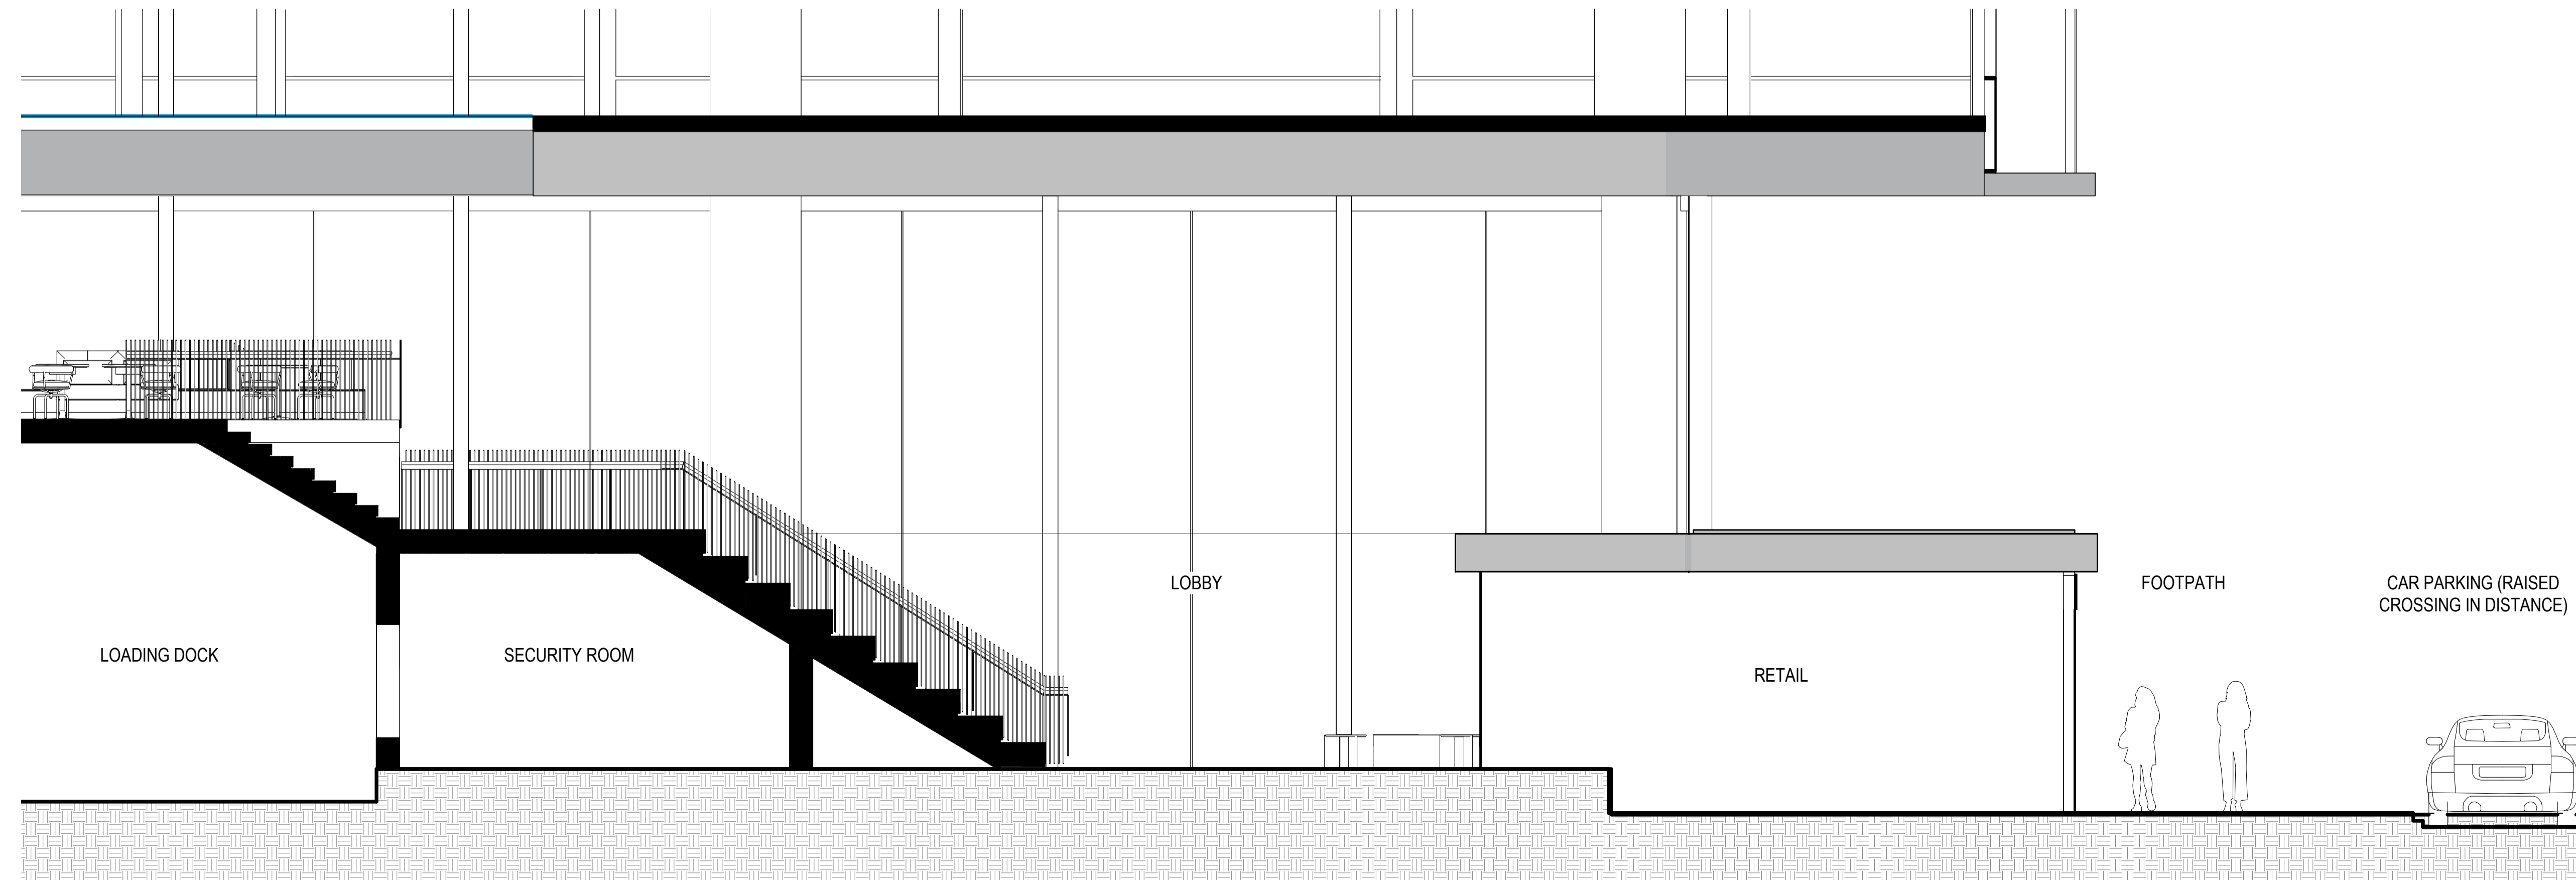 LOBBY
FOOTPATH
CAR PARKING (RAISED
CROSSING IN DISTANCE)
LOADING DOCK
SECURITY ROOM
RETAIL